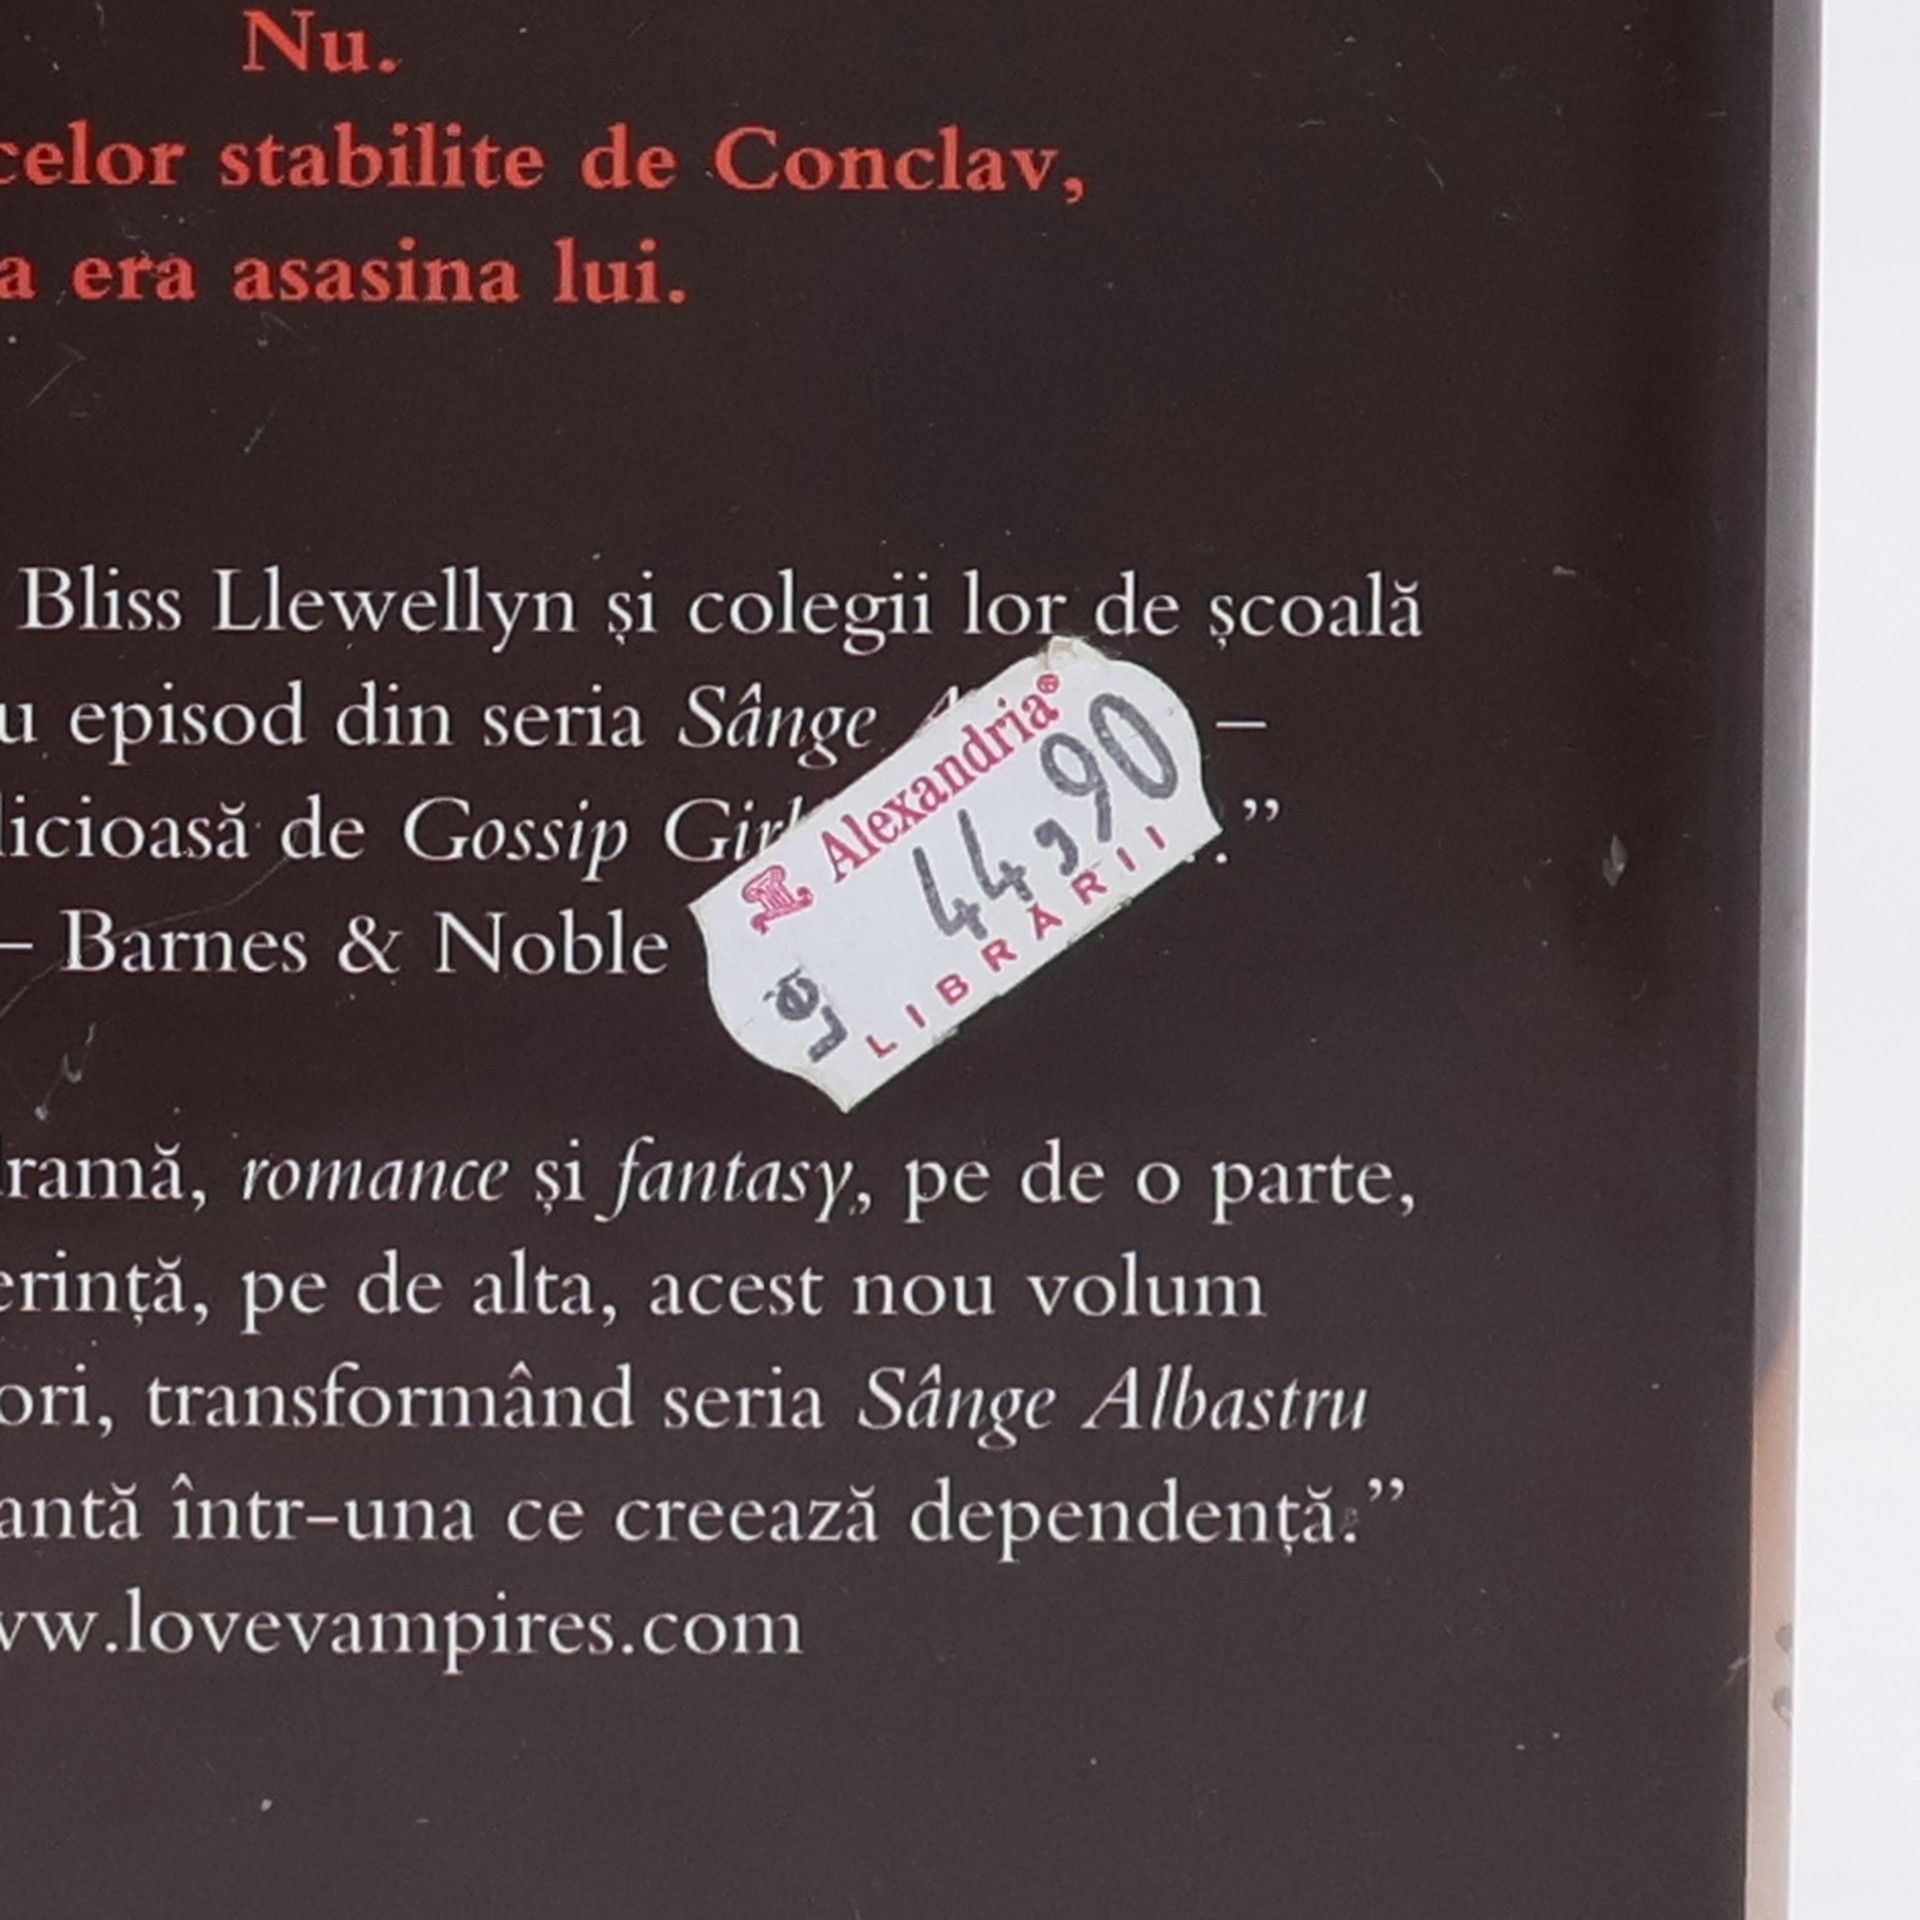 Nu.
celor stabilite de Conclav,
a era asasina lui.
Bliss Llewellyn și colegii lor de școală
u episod din seria Sânge –
licioasă de Gossip Girl ”
– Barnes & Noble
Alexandria®
44,90
Lei
LIBRĂRII
dramă, romance și fantasy, pe de o parte,
erință, pe de alta, acest nou volum
ori, transformând seria Sânge Albastru
antă într-una ce creează dependență.”
ww.lovevampires.com